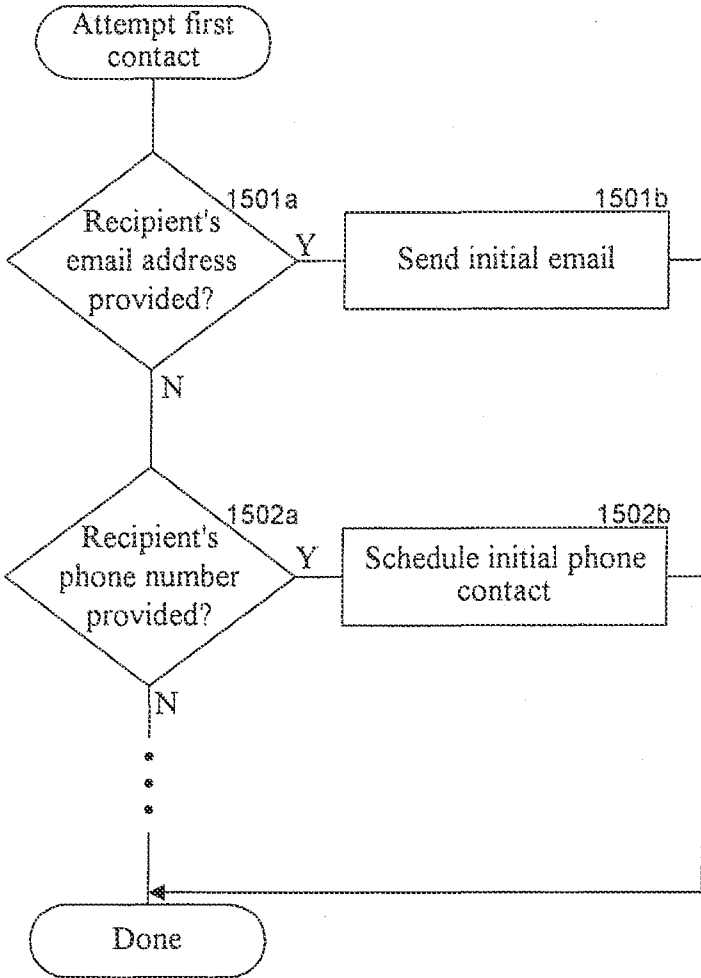 Attempt first
contact
1501a
Recipient's
email address
provided?
Y
1501b
Send initial email
N
1502a
Recipient's
phone number
provided?
Y
1502b
Schedule initial phone
contact
N
Done